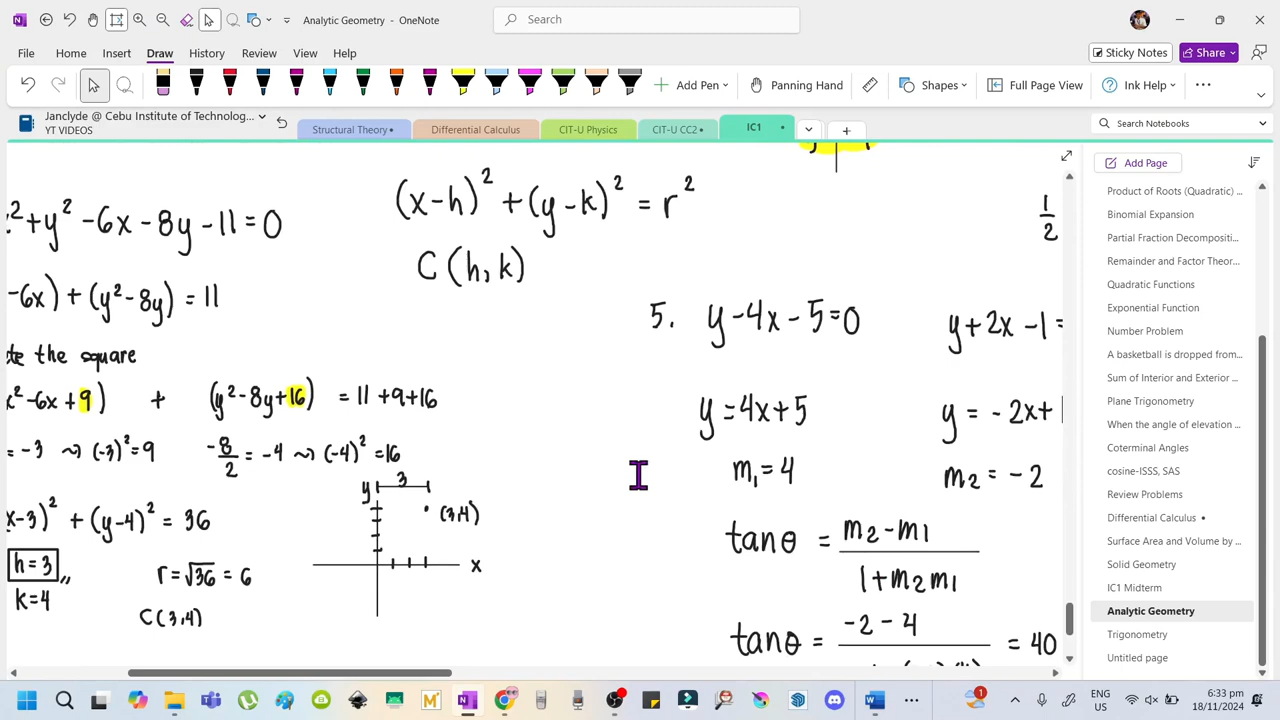 Analytic Geometry - OneNote
Search
File Home Insert Draw History Review View Help
Sticky Notes
Share
Add Pen
Panning Hand
Shapes
Full Page View
Ink Help
Janclyde @ Cebu Institute of Technolog...
YT VIDEOS
Structural Theory
Differential Calculus
CIT-U Physics
CIT-U CC2
IC1
Search Notebooks
Add Page
Product of Roots (Quadratic) ...
Binomial Expansion
Partial Fraction Decompositi...
Remainder and Factor Theor...
Quadratic Functions
Exponential Function
Number Problem
A basketball is dropped from...
Sum of Interior and Exterior ...
Plane Trigonometry
When the angle of elevation ...
Coterminal Angles
cosine-ISSS, SAS
Review Problems
Differential Calculus
Surface Area and Volume by ...
Solid Geometry
IC1 Midterm
Analytic Geometry
Trigonometry
Untitled page
x²+y² -6x -8y -11=0
-6x) + (y²-8y) = 11
the square
x² -6x +9) + (y²-8y+16) = 11 +9+16
= -3 ~> (-3)²=9
-8/2 = -4 ~> (-4)²=16
x-3)² + (y-4)² = 36
h=3
k=4
r=√36 = 6
C(3,4)
y
3
(3,4)
x
(x-h)² + (y-k)² = r²
C(h,k)
1/2
5. y-4x-5=0
y+2x-1=
y=4x+5
y = -2x+
m₁=4
m₂ = -2
tanθ = m₂-m₁ / 1+m₂m₁
tanθ = -2-4
= 40
ENG
US
6:33 pm
18/11/2024